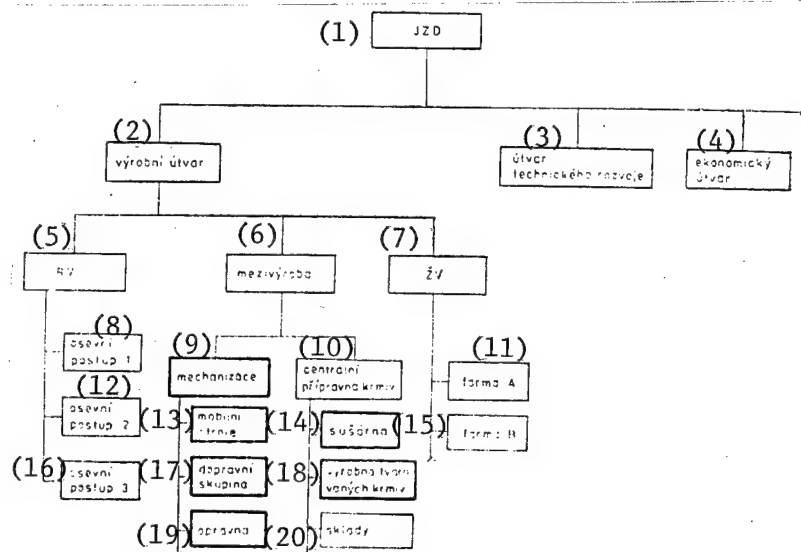 (1) JZD
(2)
výrobní útvar
(3)
útvar
technického rozvoje
(4)
ekonomický
útvar
(5)
RV
(6)
mezivýroba
(7)
ŽV
(8)
osevní
postup 1
(9)
mechanizace
(10)
centrální
přípravna krmiv
(11)
farma A
(12)
osevní
postup 2
(13)
mobilní
stroje
(14)
sušárna
(15)
farma B
(16)
osevní
postup 3
(17)
dopravní
skupina
(18)
výrobna tvaro
vaných krmiv
(19)
opravna
(20)
sklady